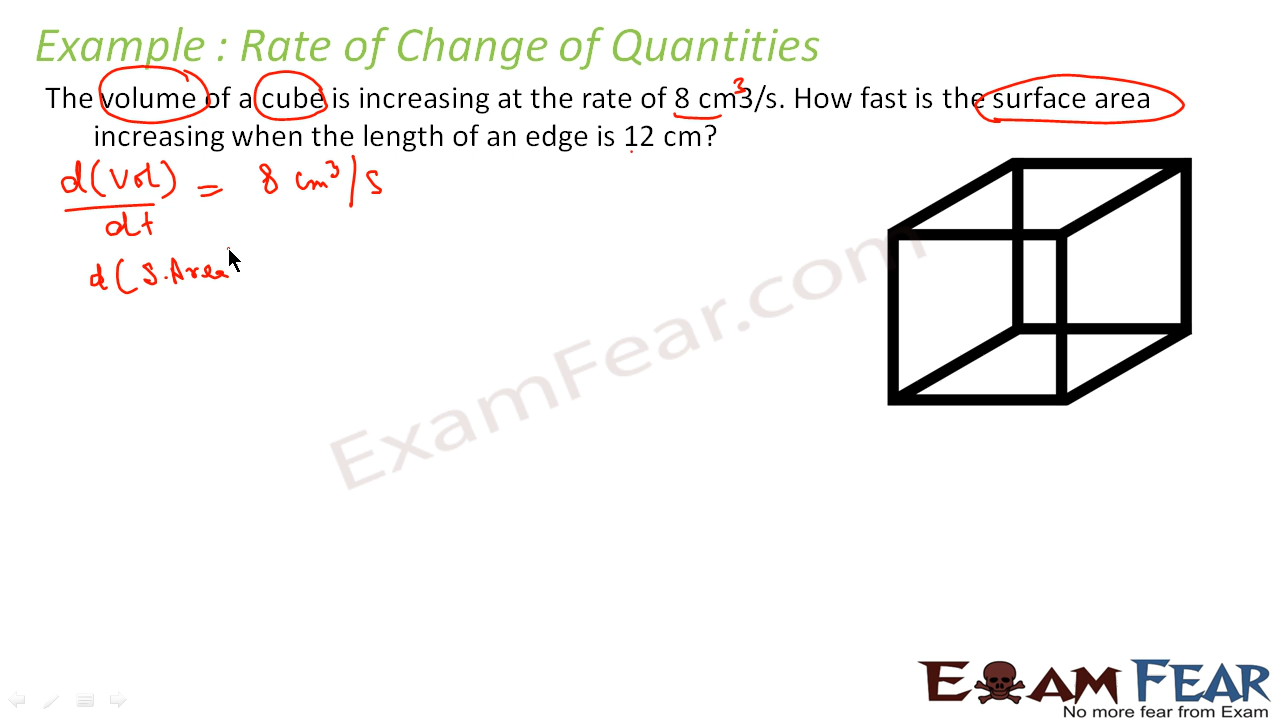 Example : Rate of Change of Quantities
The volume of a cube is increasing at the rate of 8 cm3/s. How fast is the surface area
increasing when the length of an edge is 12 cm?
3
d(Vol)
dt
= 8 cm³/s
d(S.Area
ExamFear.com
EXAM FEAR
No more fear from Exam